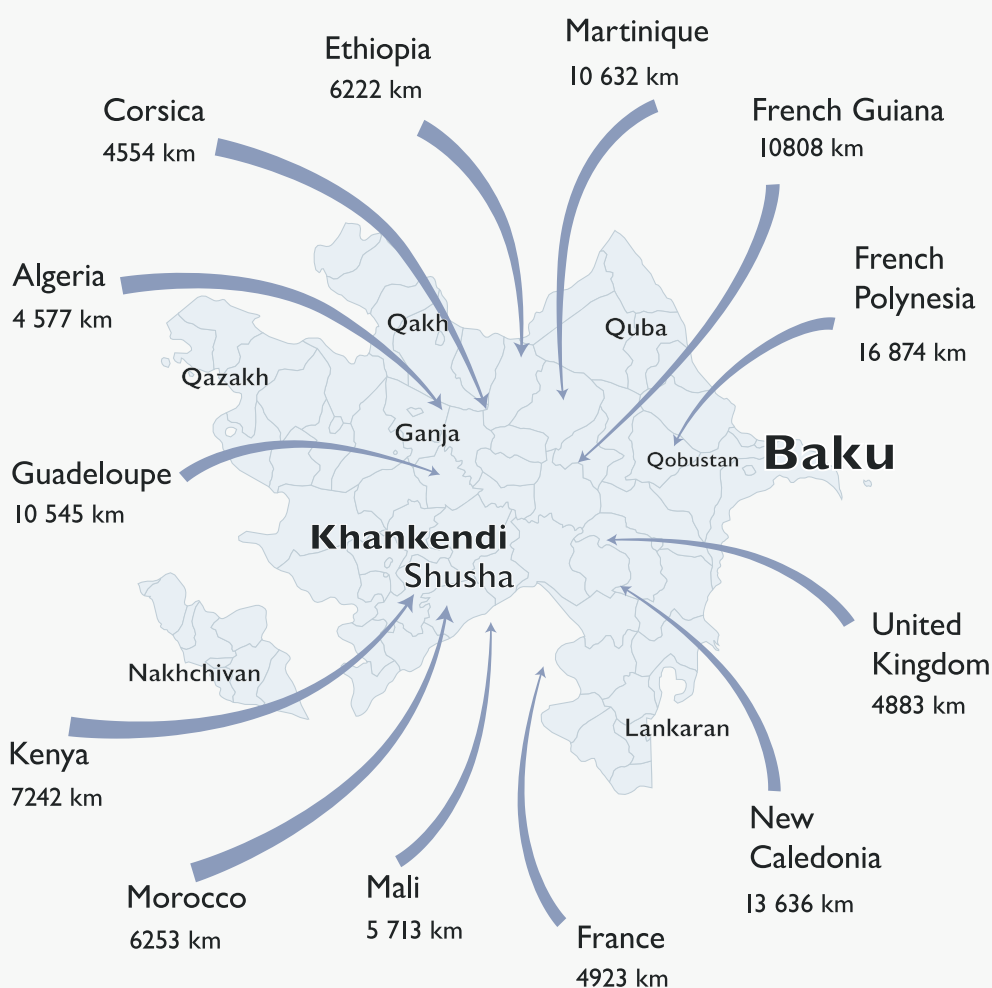 Martinique
10 632 km
Ethiopia
6222 km
Corsica
4554 km
French Guiana
10808 km
Algeria
4 577 km
French
Polynesia
16 874 km
Qakh
Quba
Qazakh
Ganja
Qobustan
Baku
Guadeloupe
10 545 km
Khankendi
Shusha
Nakhchivan
Lankaran
United
Kingdom
4883 km
Kenya
7242 km
New
Caledonia
13 636 km
Morocco
6253 km
Mali
5 713 km
France
4923 km